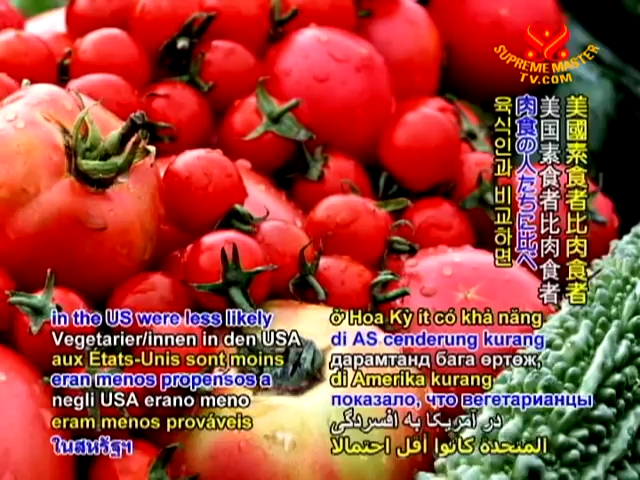 SUPREME MASTER
TV.COM
美國素食者比肉食者
美国素食者比肉食者
肉食の人たちに比べ
육식인과 비교하면
in the US were less likely
Vegetarier/innen in den USA
aux États-Unis sont moins
eran menos propensos a
negli USA erano meno
eram menos prováveis
ในสหรัฐฯ
ở Hoa Kỳ ít có khả năng
di AS cenderung kurang
дарамтанд бага өртөж,
di Amerika kurang
показало, что вегетарианцы
در آمریکا به افسردگی
المتحدة كانوا أقل احتمالا